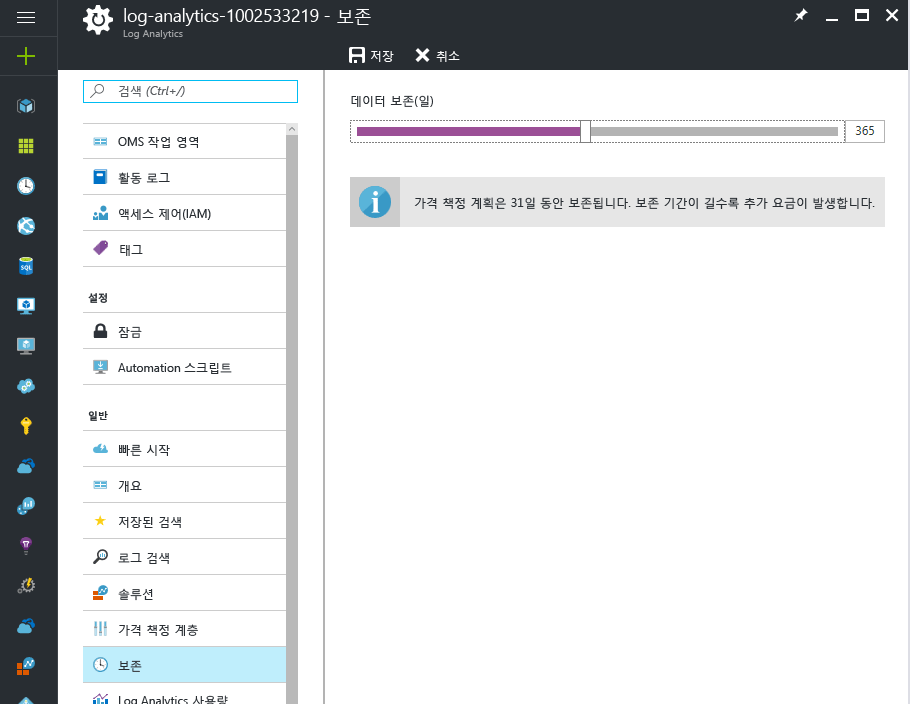 log-analytics-1002533219 - 보존
Log Analytics
저장
취소
검색 (Ctrl+/)
OMS 작업 영역
활동 로그
액세스 제어(IAM)
태그
설정
잠금
Automation 스크립트
일반
빠른 시작
개요
저장된 검색
로그 검색
솔루션
가격 책정 계층
보존
Log Analytics 사용량
데이터 보존(일)
365
가격 책정 계획은 31일 동안 보존됩니다. 보존 기간이 길수록 추가 요금이 발생합니다.
SQL